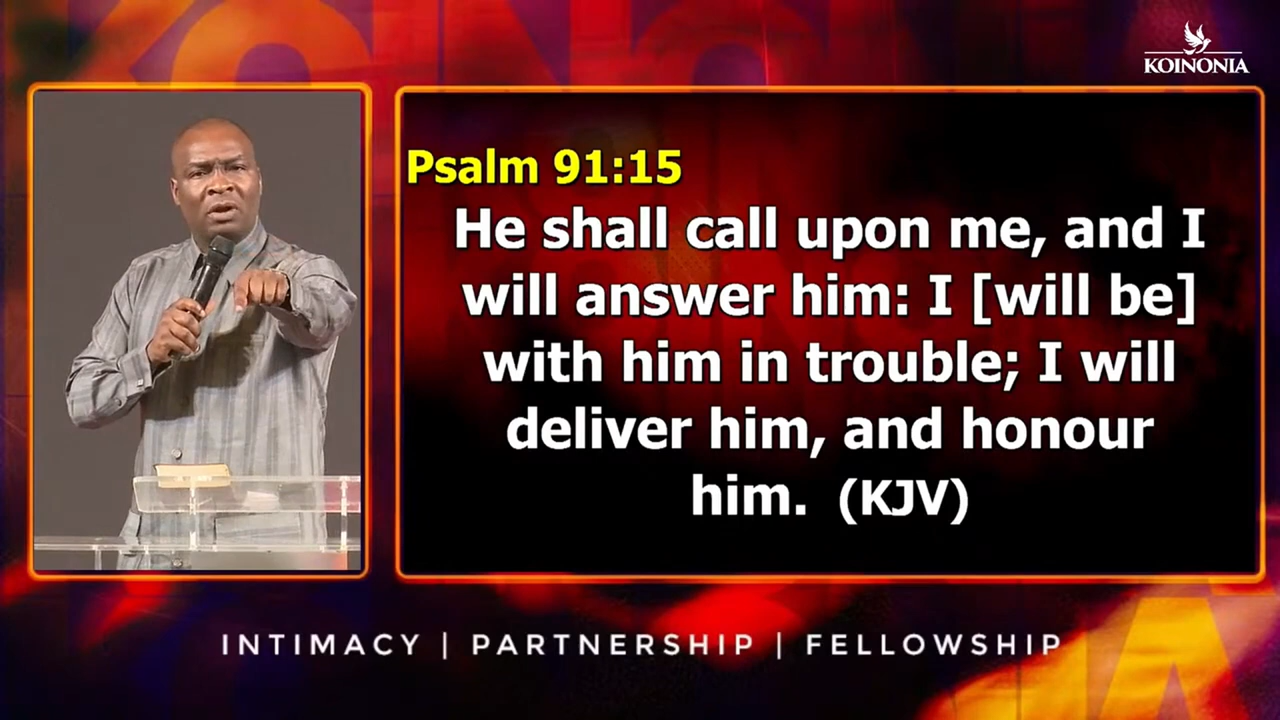 KOINONIA
Psalm 91:15
He shall call upon me, and I
will answer him: I [will be]
with him in trouble; I will
deliver him, and honour
him. (KJV)
INTIMACY | PARTNERSHIP | FELLOWSHIP